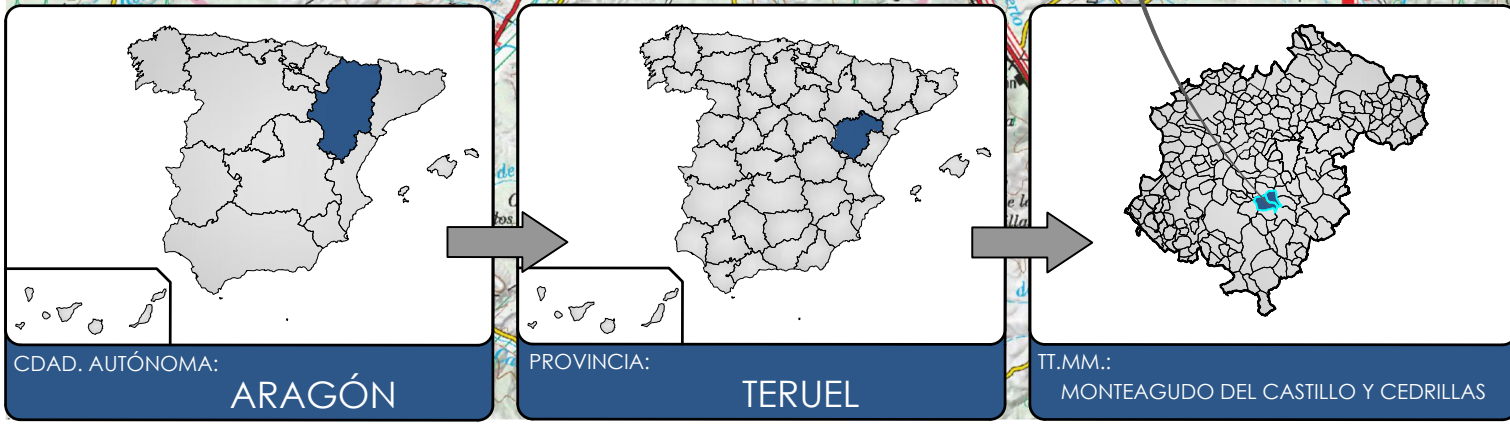 CDAD. AUTÓNOMA:
ARAGÓN
PROVINCIA:
TERUEL
TT.MM.:
MONTEAGUDO DEL CASTILLO Y CEDRILLAS